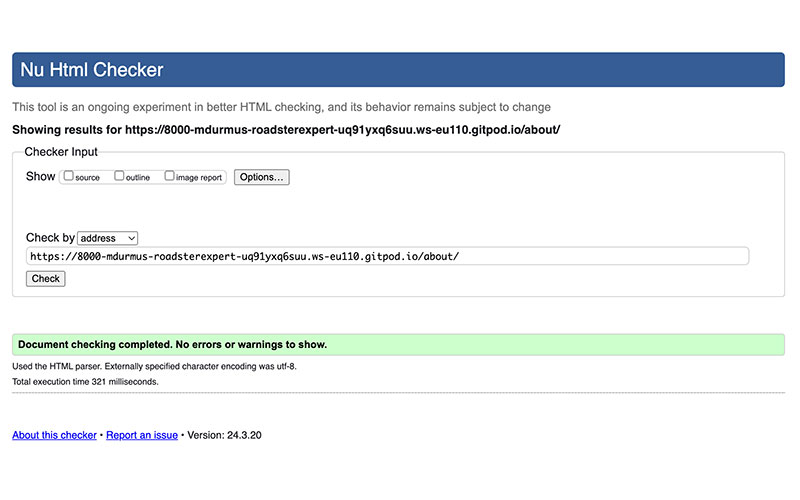 Nu Html Checker
This tool is an ongoing experiment in better HTML checking, and its behavior remains subject to change
Showing results for https://8000-mdurmus-roadsterexpert-uq91yxq6suu.ws-eu110.gitpod.io/about/
Checker Input
Show source outline image report Options...
Check by address
https://8000-mdurmus-roadsterexpert-uq91yxq6suu.ws-eu110.gitpod.io/about/
Check
Document checking completed. No errors or warnings to show.
Used the HTML parser. Externally specified character encoding was utf-8.
Total execution time 321 milliseconds.
About this checker • Report an issue • Version: 24.3.20